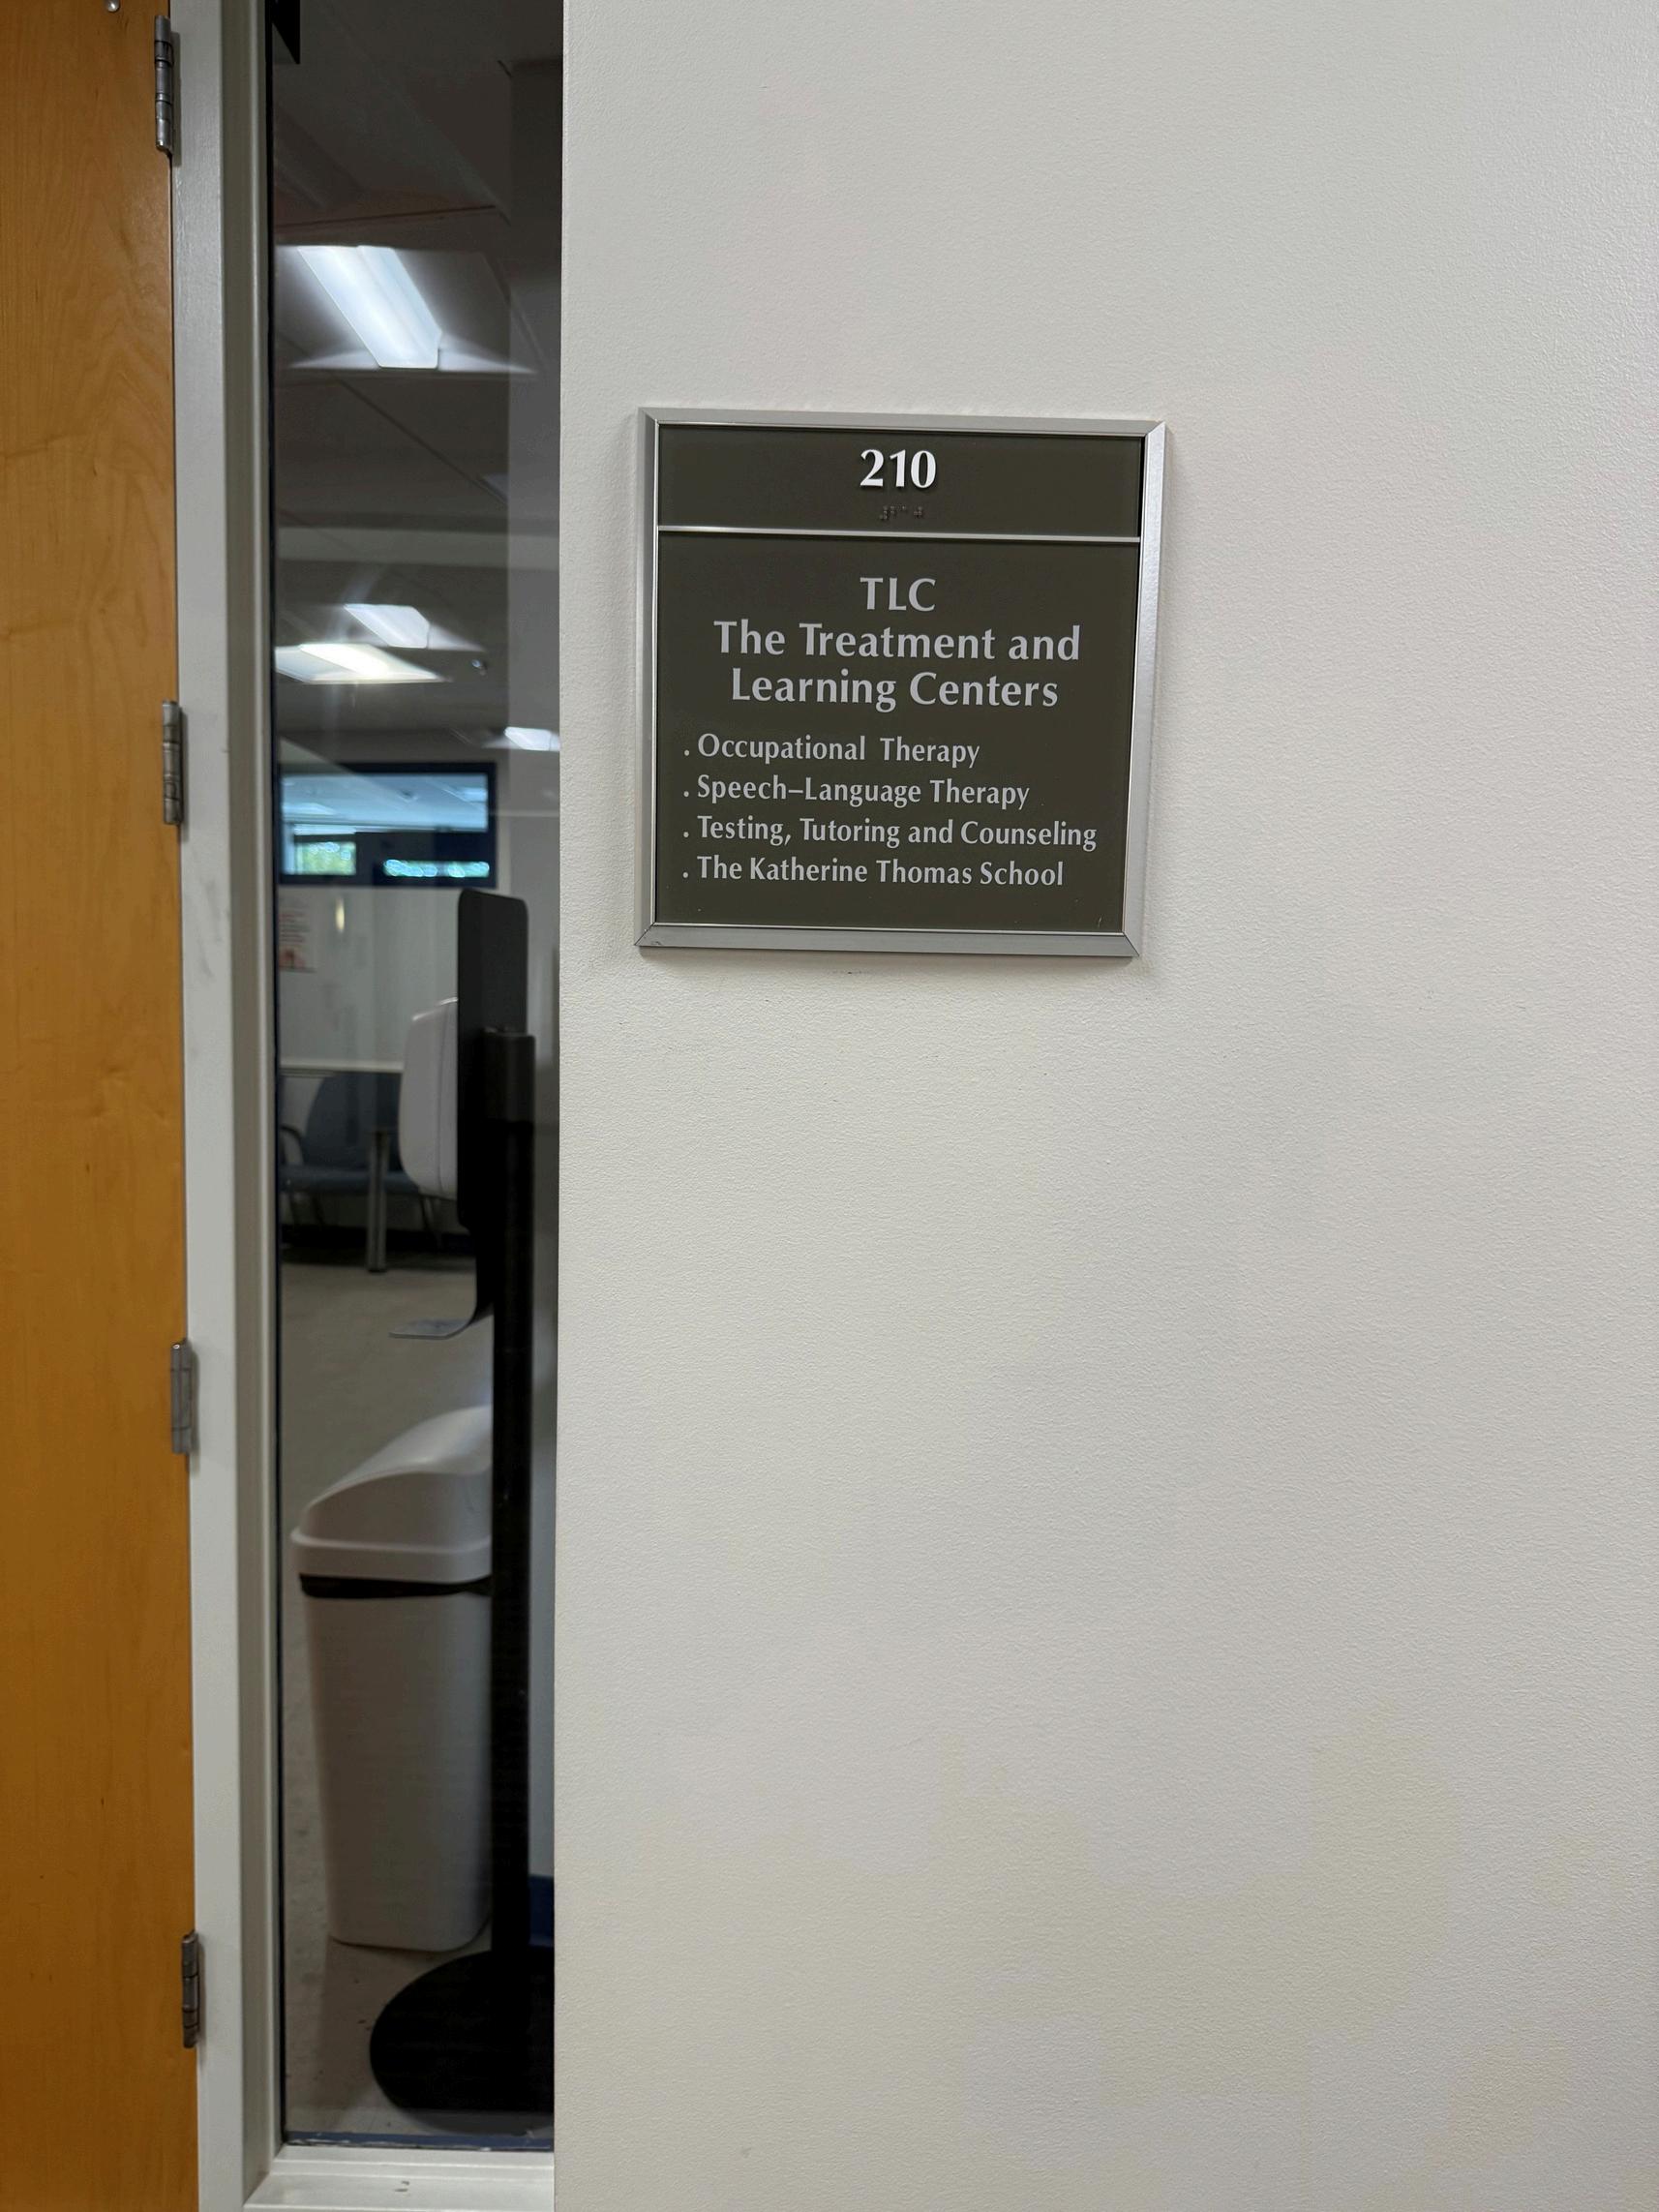 210
TLC
The Treatment and
Learning Centers
. Occupational Therapy
. Speech–Language Therapy
. Testing, Tutoring and Counseling
. The Katherine Thomas School